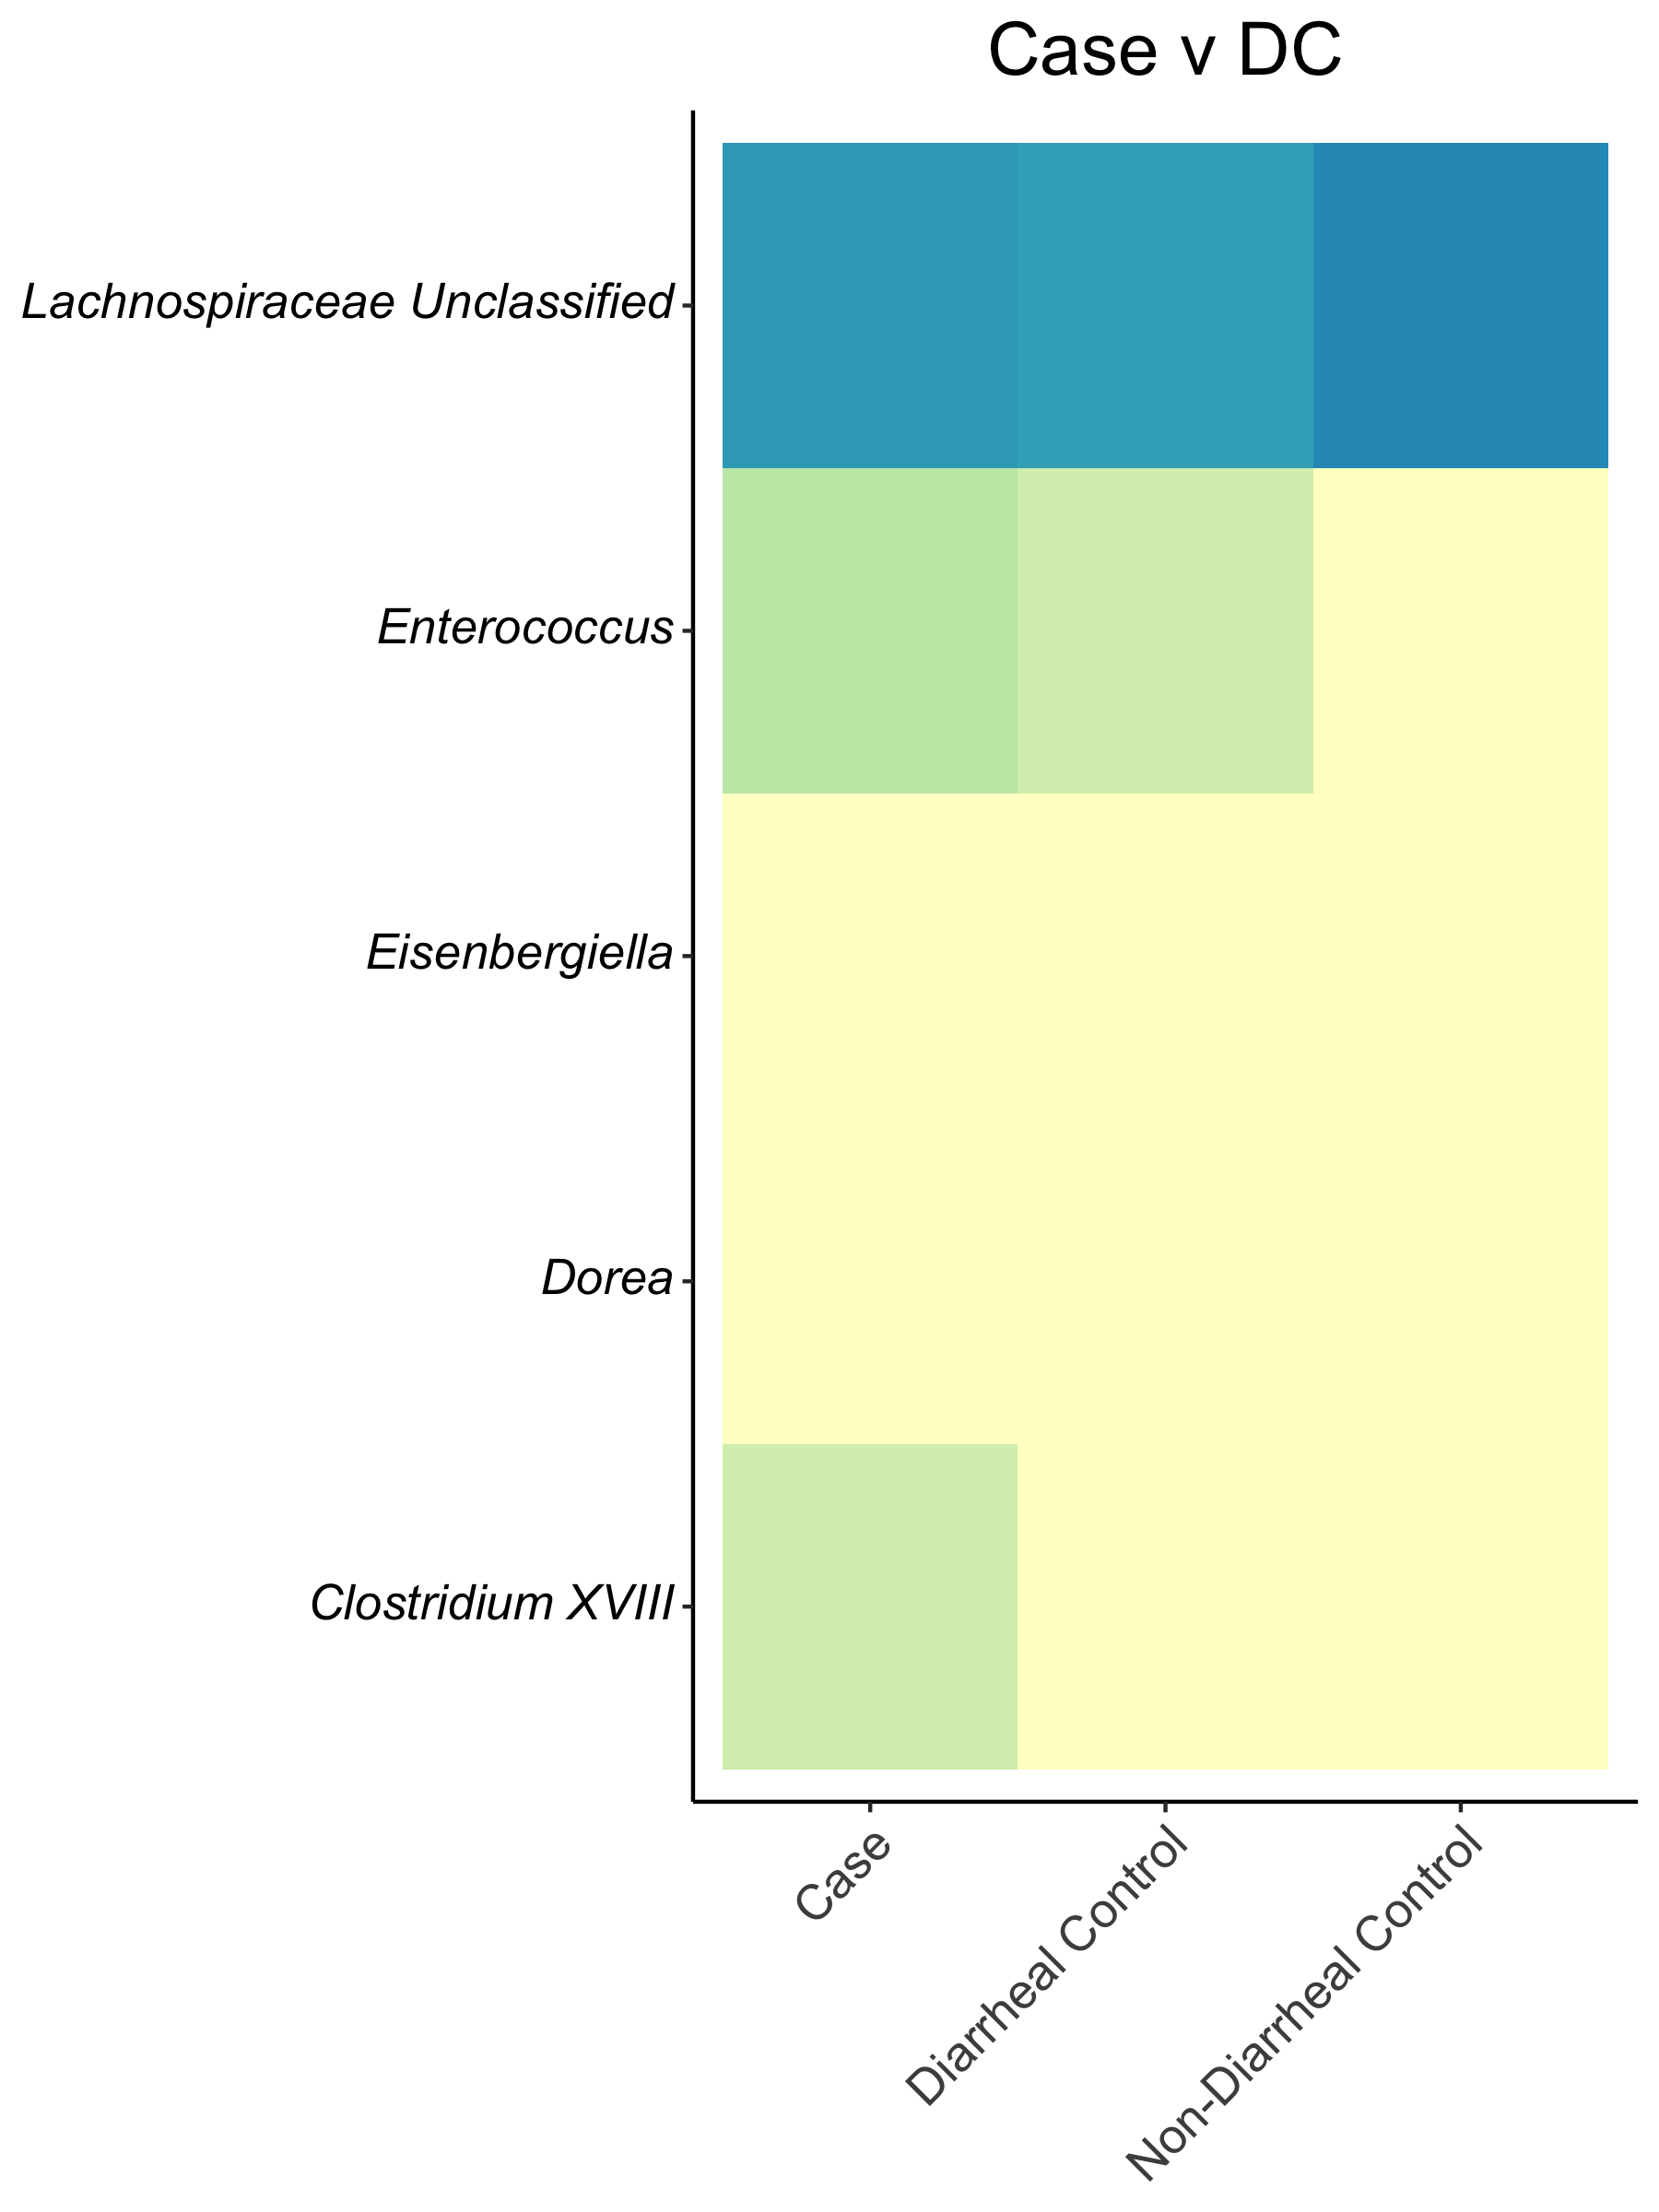 Case v DC
Lachnospiraceae Unclassified
Enterococcus
Eisenbergiella
Dorea
Clostridium XVIII
Case
Diarrheal Control
Non-Diarrheal Control